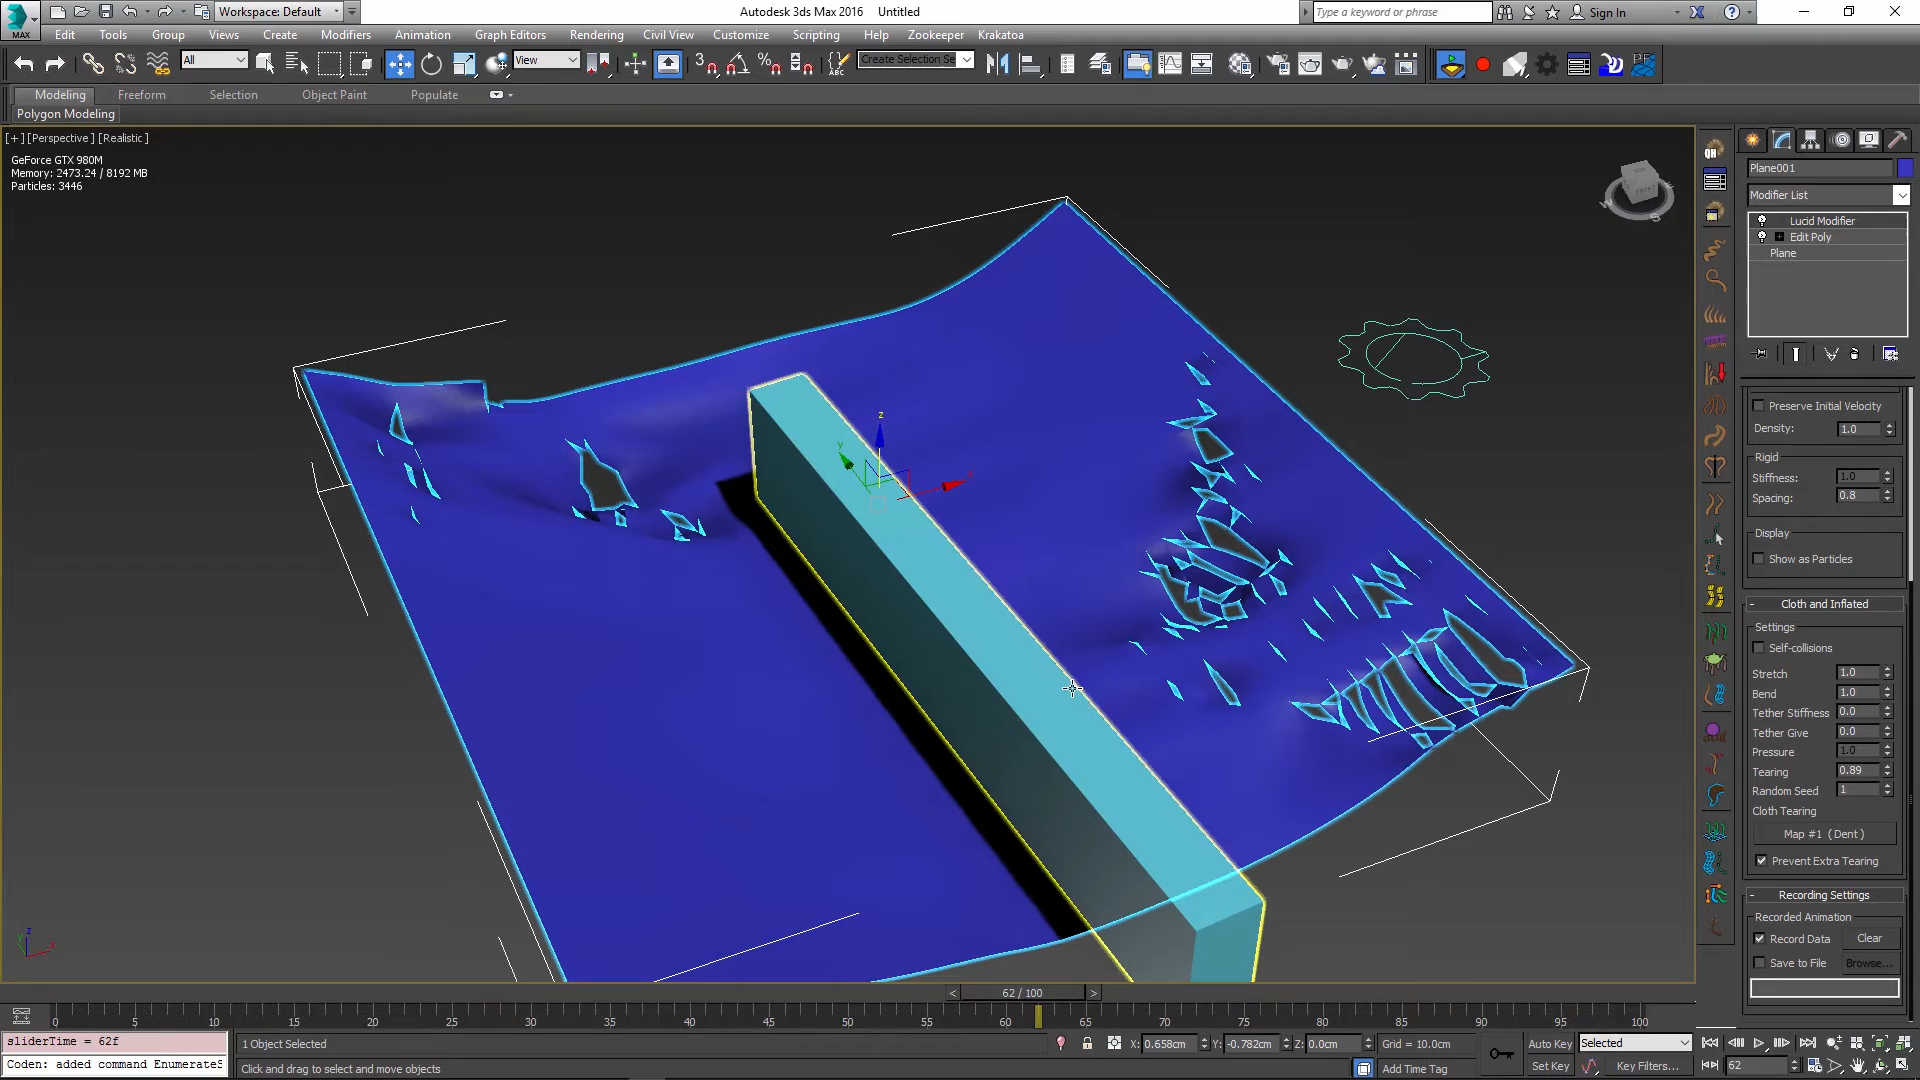 MAX
Workspace: Default
Autodesk 3ds Max 2016 Untitled
Type a keyword or phrase
Sign In
Edit Tools Group Views Create Modifiers Animation Graph Editors Rendering Civil View Customize Scripting Help Zookeeper Krakatoa
All
View
3
ABC
Create Selection Se
PF
Modeling Freeform Selection Object Paint Populate
Polygon Modeling
[+] [Perspective ] [Realistic ]
GeForce GTX 980M
Memory: 2473.24 / 8192 MB
Particles: 3446
z
y
x
TOP
FRONT
W
S
QH
Plane001
Modifier List
Lucid Modifier
Edit Poly
Plane
Preserve Initial Velocity
Density: 1.0
Rigid
Stiffness: 1.0
Spacing: 0.8
Display
Show as Particles
- Cloth and Inflated
Settings
Self-collisions
Stretch 1.0
Bend 1.0
Tether Stiffness 0.0
Tether Give 0.0
Pressure 1.0
Tearing 0.89
Random Seed 1
Cloth Tearing
Map #1 (Dent )
Prevent Extra Tearing
- Recording Settings
Recorded Animation
Record Data Clear
Save to File Browse...
z
x
< 62 / 100 >
0 5 10 15 20 25 30 35 40 45 50 55 60 65 70 75 80 85 90 95 100
sliderTime = 62f
1 Object Selected
X: 0.658cm Y: -0.782cm Z: 0.0cm Grid = 10.0cm
Auto Key Selected
Coden: added command EnumerateS
Click and drag to select and move objects
Add Time Tag
Set Key Key Filters... 62